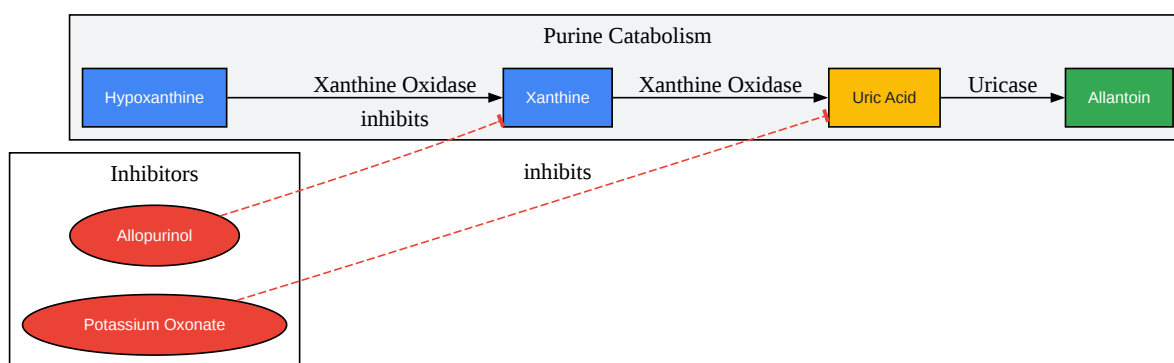 Purine Catabolism
Hypoxanthine
Xanthine Oxidase
Xanthine
Xanthine Oxidase
Uric Acid
Uricase
Allantoin
inhibits
Inhibitors
inhibits
Allopurinol
Potassium Oxonate